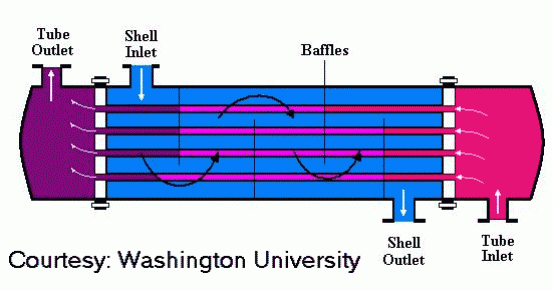 Tube
Outlet
Shell
Inlet
Baffles
Shell
Outlet
Tube
Inlet
Courtesy: Washington University